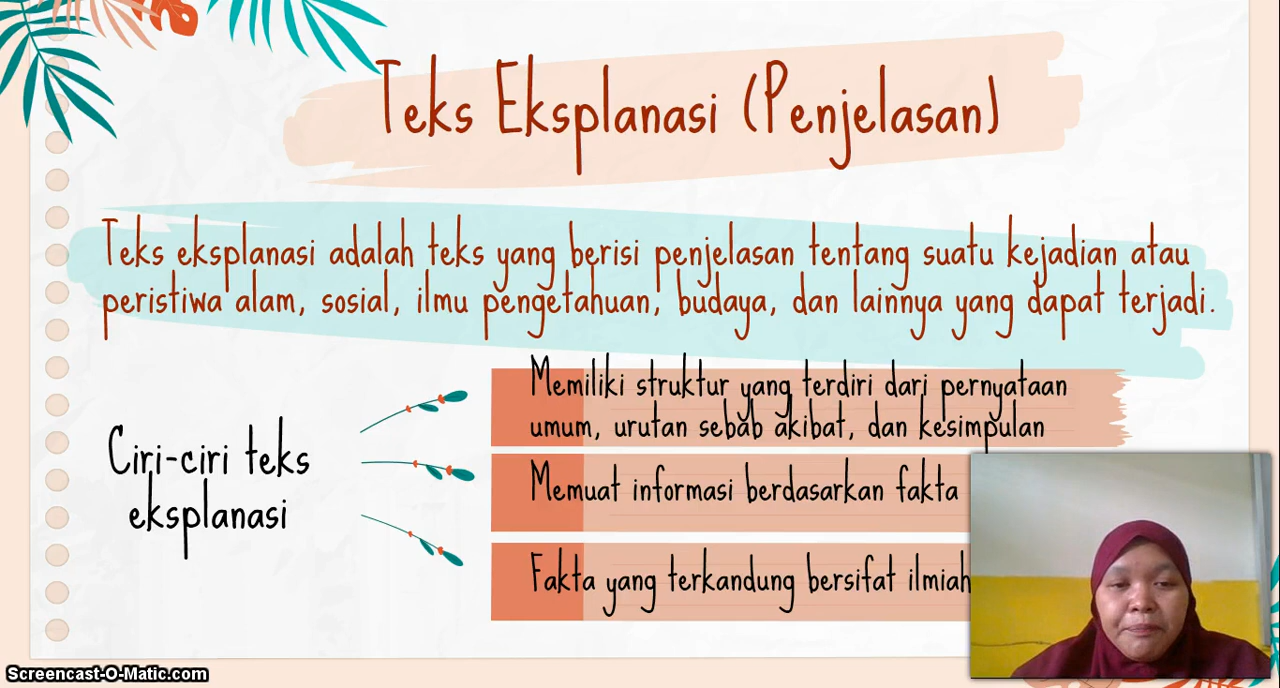 Teks Eksplanasi (Penjelasan)
Teks eksplanasi adalah teks yang berisi penjelasan tentang suatu kejadian atau
peristiwa alam, sosial, ilmu pengetahuan, budaya, dan lainnya yang dapat terjadi.
Ciri-ciri teks
eksplanasi
Memiliki struktur yang terdiri dari pernyataan
umum, urutan sebab akibat, dan kesimpulan
Memuat informasi berdasarkan fakta
Fakta yang terkandung bersifat ilmiah
Screencast-O-Matic.com